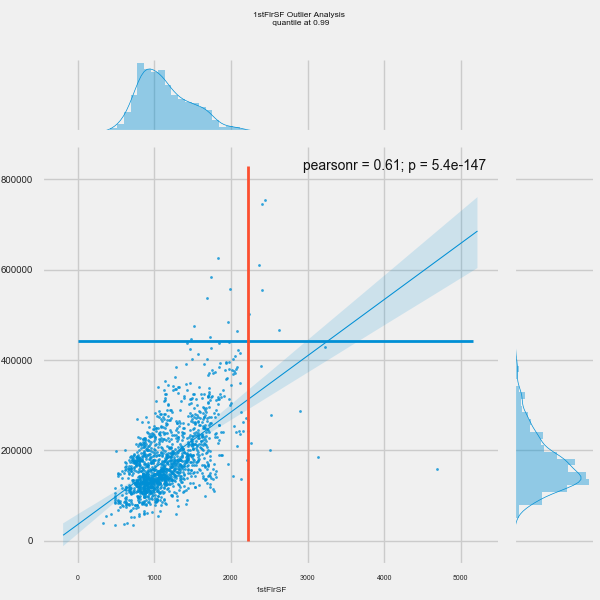 1stFlrSF Outlier Analysis
quantile at 0.99
pearsonr = 0.61; p = 5.4e-147
800000
600000
400000
200000
0
0 1000 2000 3000 4000 5000
1stFlrSF